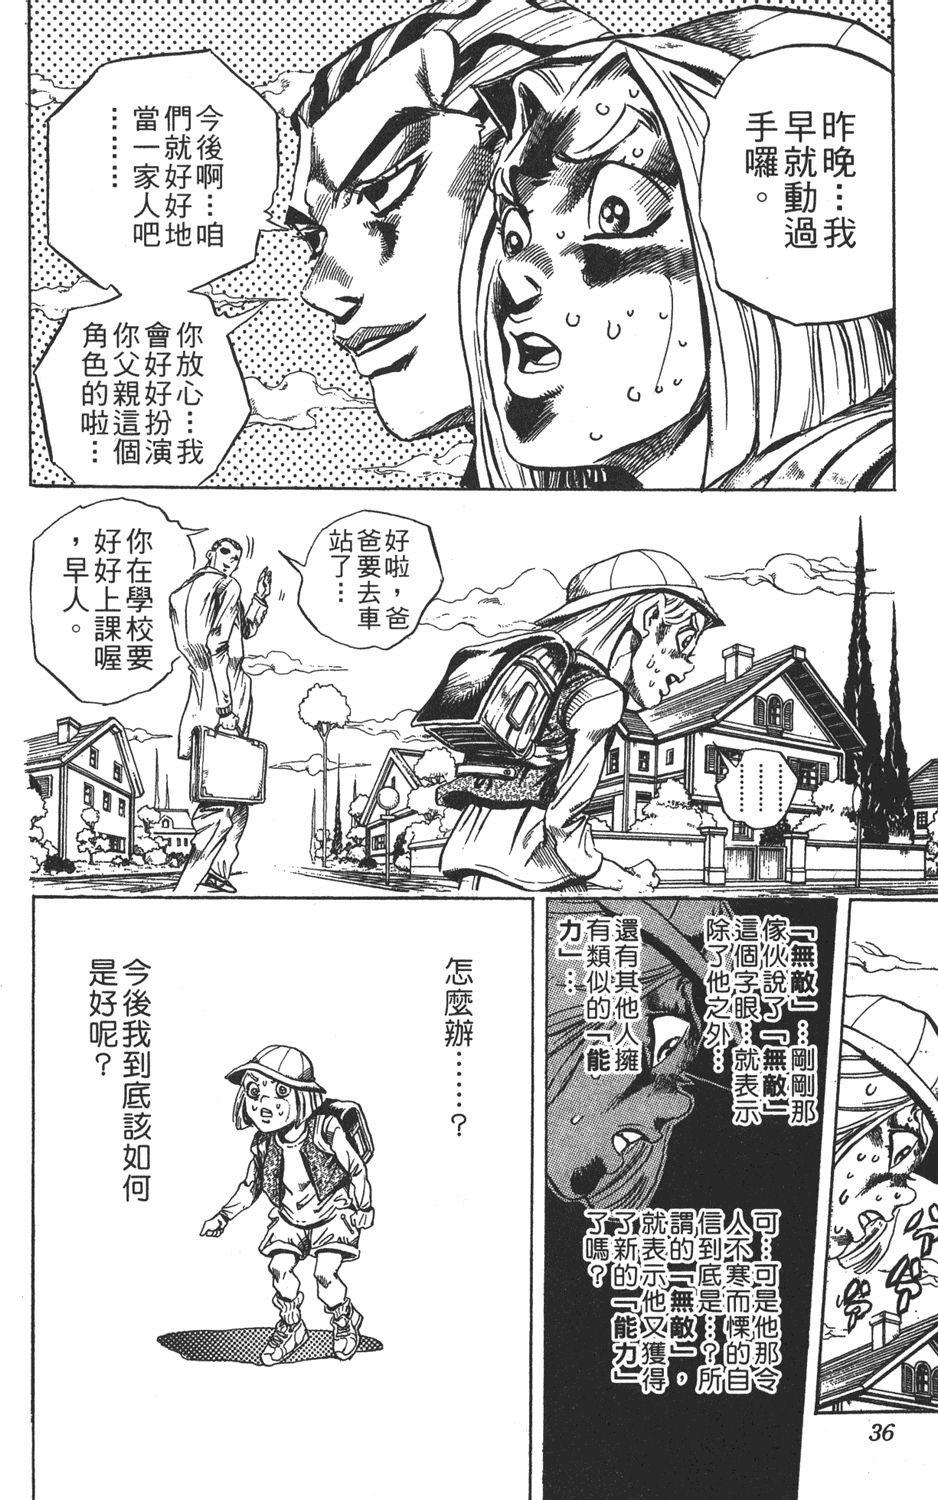 昨晚…我
早就動過
手囉。
今後啊…咱
們就好好地
當一家人吧
………
你放心…我
會好好扮演
你父親這個
角色的啦…
好啦，爸
爸要去車
站了…
你在學校要
好好上課喔
，早人。
………
「無敵」…剛剛那
傢伙說了「無敵」
這個字眼…就表示
除了他之外…
還有其他人擁
有類似的「能
力」…
可…可是他那令
人不寒而慄的自
信到底是…？所
謂的「無敵」，
就表示他又獲得
了新的「能力」
了嗎？
怎麼辦……？
今後我到底該如何
是好呢？
36